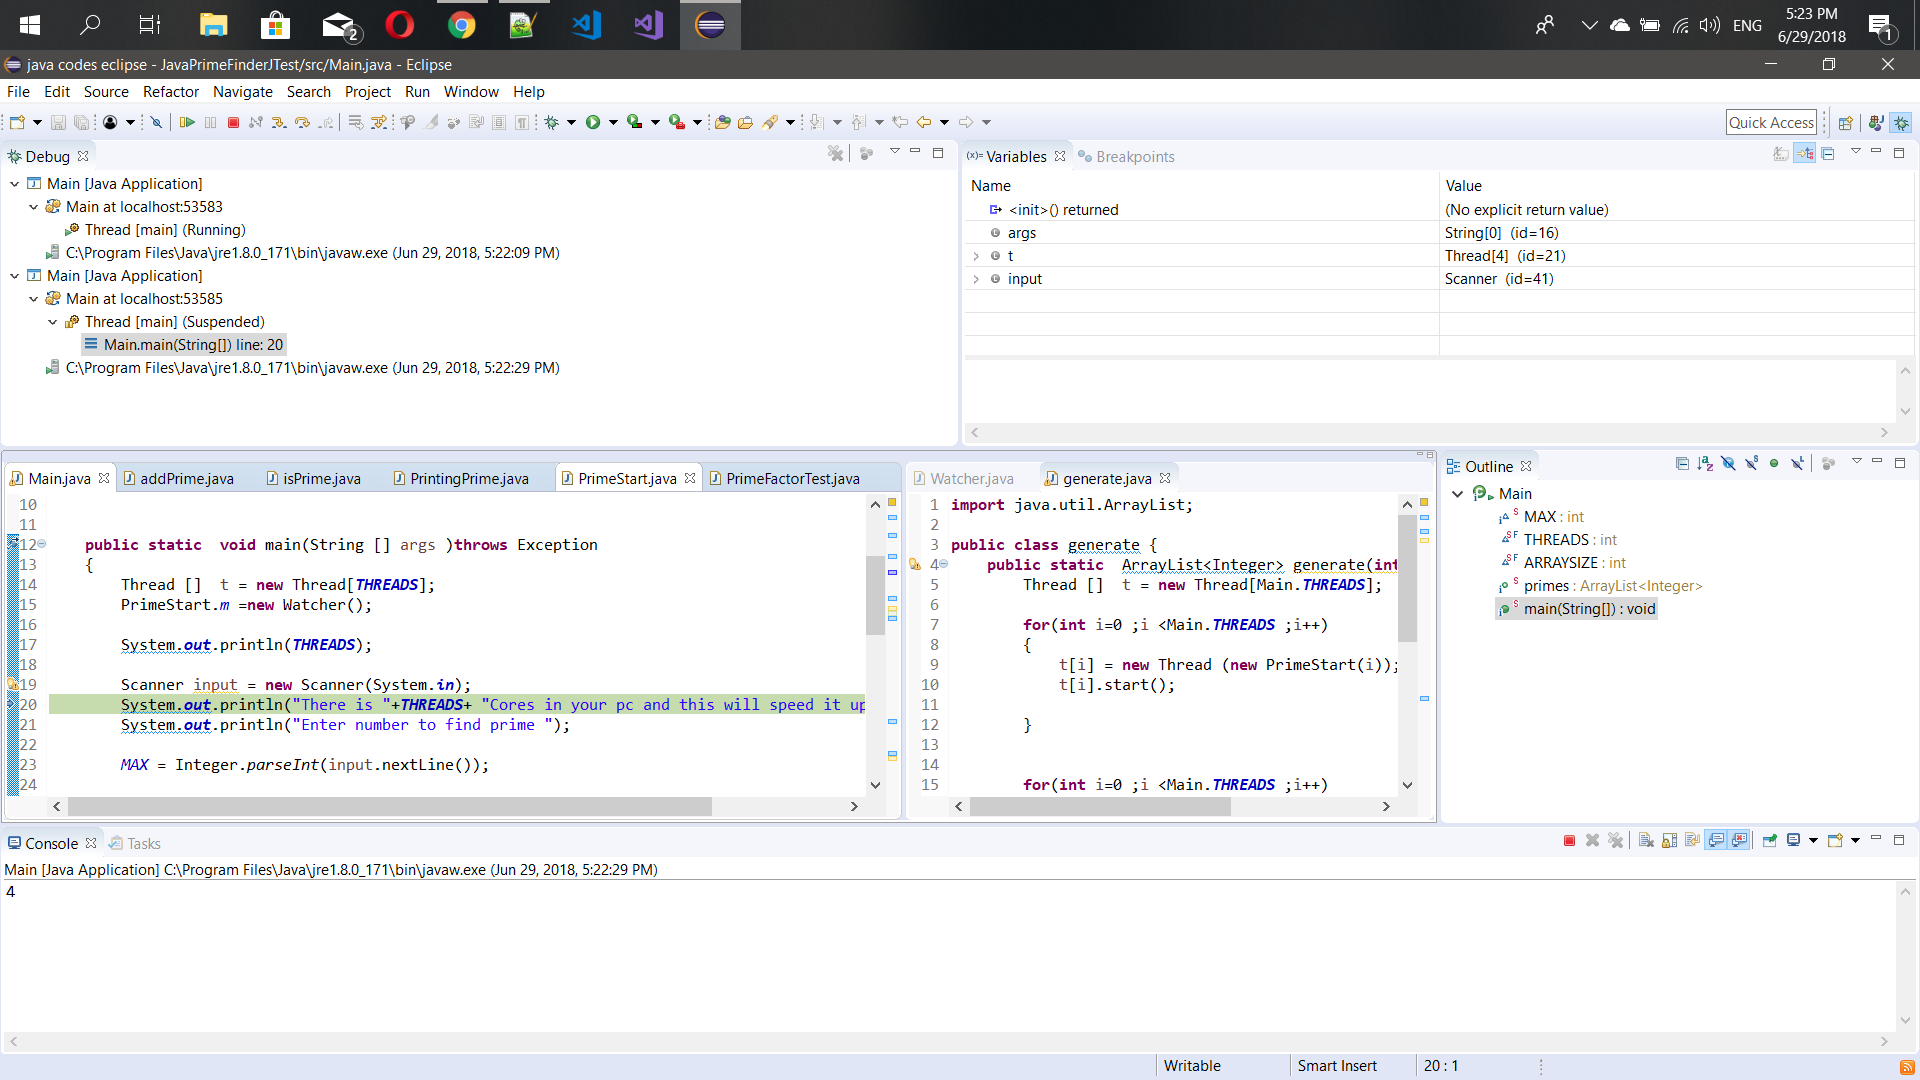 2
ENG
5:23 PM
6/29/2018
1
java codes eclipse - JavaPrimeFinderJTest/src/Main.java - Eclipse
File Edit Source Refactor Navigate Search Project Run Window Help
Quick Access
Debug
Main [Java Application]
Main at localhost:53583
Thread [main] (Running)
C:\Program Files\Java\jre1.8.0_171\bin\javaw.exe (Jun 29, 2018, 5:22:09 PM)
Main [Java Application]
Main at localhost:53585
Thread [main] (Suspended)
Main.main(String[]) line: 20
C:\Program Files\Java\jre1.8.0_171\bin\javaw.exe (Jun 29, 2018, 5:22:29 PM)
(x)= Variables Breakpoints
Name Value
<init>() returned (No explicit return value)
args String[0] (id=16)
t Thread[4] (id=21)
input Scanner (id=41)
Main.java addPrime.java isPrime.java PrintingPrime.java PrimeStart.java PrimeFactorTest.java
10
11
12 public static void main(String [] args )throws Exception
13 {
14 Thread [] t = new Thread[THREADS];
15 PrimeStart.m =new Watcher();
16
17 System.out.println(THREADS);
18
19 Scanner input = new Scanner(System.in);
20 System.out.println("There is "+THREADS+ "Cores in your pc and this will speed it up
21 System.out.println("Enter number to find prime ");
22
23 MAX = Integer.parseInt(input.nextLine());
24
Watcher.java generate.java
1 import java.util.ArrayList;
2
3 public class generate {
4 public static ArrayList<Integer> generate(int
5 Thread [] t = new Thread[Main.THREADS];
6
7 for(int i=0 ;i <Main.THREADS ;i++)
8 {
9 t[i] = new Thread (new PrimeStart(i));
10 t[i].start();
11
12 }
13
14
15 for(int i=0 ;i <Main.THREADS ;i++)
Outline
Main
MAX : int
THREADS : int
ARRAYSIZE : int
primes : ArrayList<Integer>
main(String[]) : void
Console Tasks
Main [Java Application] C:\Program Files\Java\jre1.8.0_171\bin\javaw.exe (Jun 29, 2018, 5:22:29 PM)
4
Writable Smart Insert 20 : 1